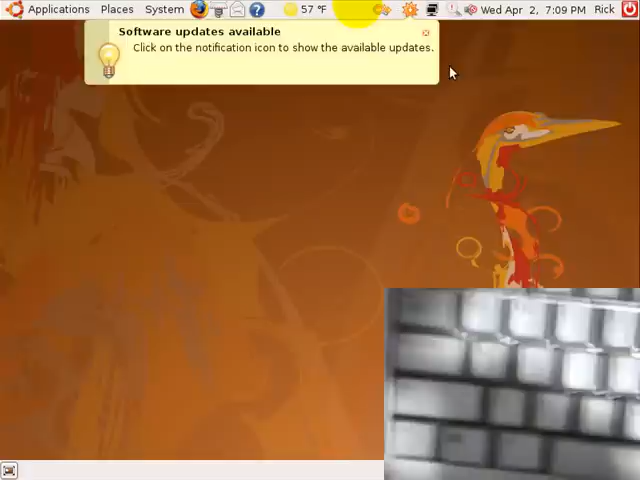 Applications Places System 57 °F Wed Apr 2, 7:09 PM Rick
Software updates available
Click on the notification icon to show the available updates.